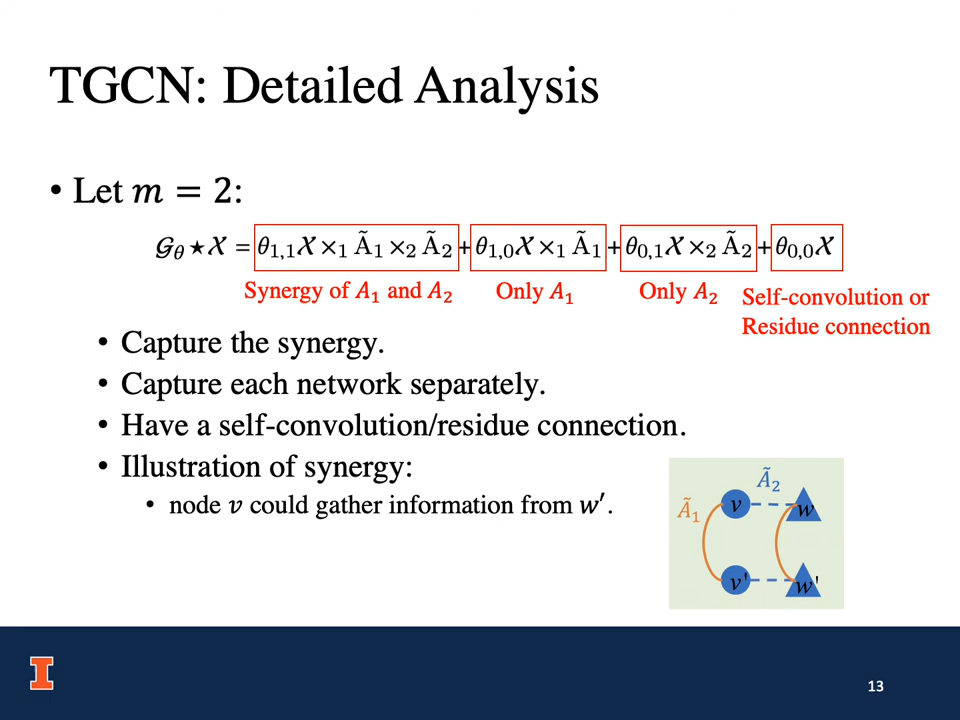 TGCN: Detailed Analysis
• Let 𝑚 = 2:
𝓖θ ⋆ 𝒳 = θ1,1𝒳 ×1 Ã1 ×2 Ã2 + θ1,0𝒳 ×1 Ã1 + θ0,1𝒳 ×2 Ã2 + θ0,0𝒳
Synergy of 𝐴1 and 𝐴2 Only 𝐴1 Only 𝐴2 Self-convolution or
Residue connection
• Capture the synergy.
• Capture each network separately.
• Have a self-convolution/residue connection.
• Illustration of synergy:
• node 𝑣 could gather information from 𝑤′.
Ã2
Ã1 v w
v' w'
I
13